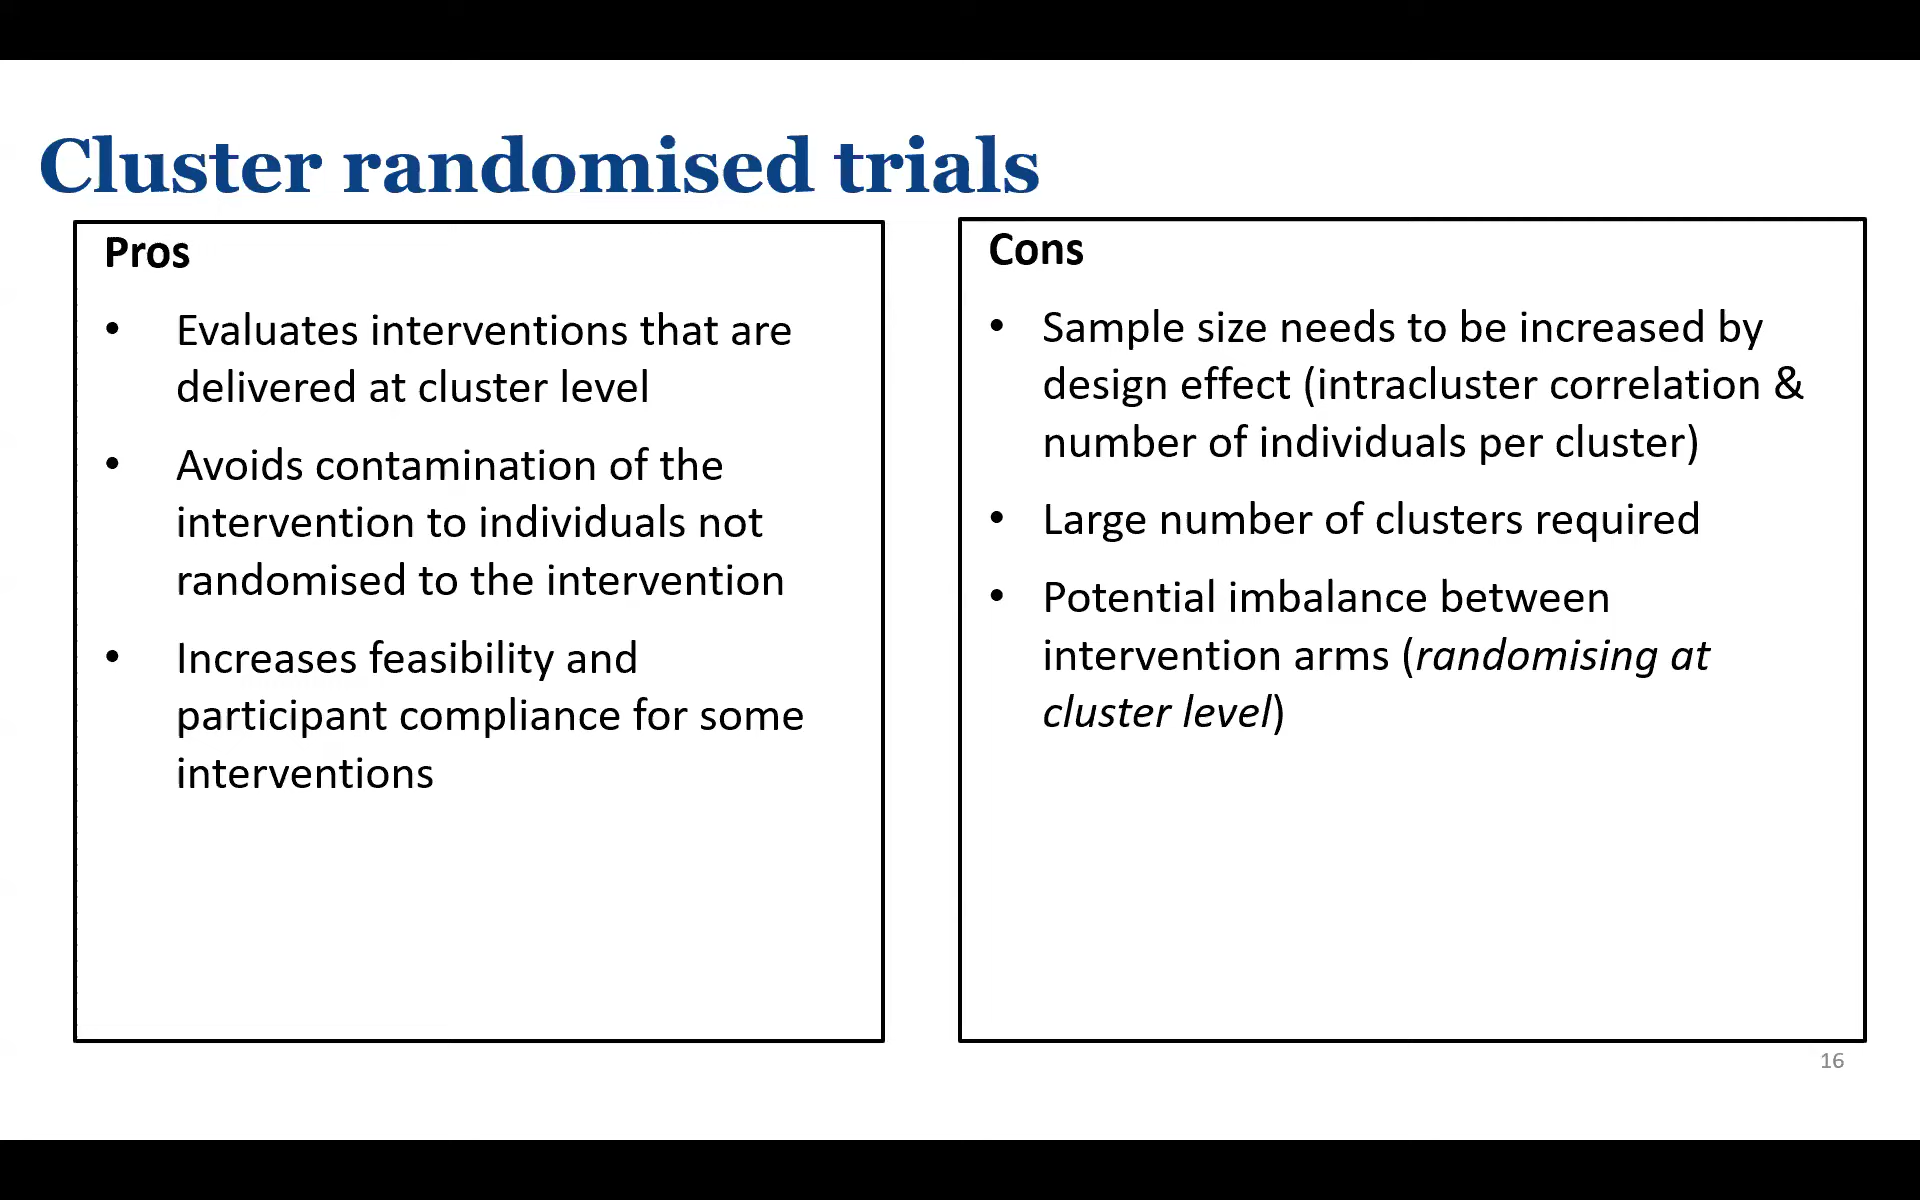 Cluster randomised trials
Pros
• Evaluates interventions that are
delivered at cluster level
• Avoids contamination of the
intervention to individuals not
randomised to the intervention
• Increases feasibility and
participant compliance for some
interventions
Cons
• Sample size needs to be increased by
design effect (intracluster correlation &
number of individuals per cluster)
• Large number of clusters required
• Potential imbalance between
intervention arms (randomising at
cluster level)
16